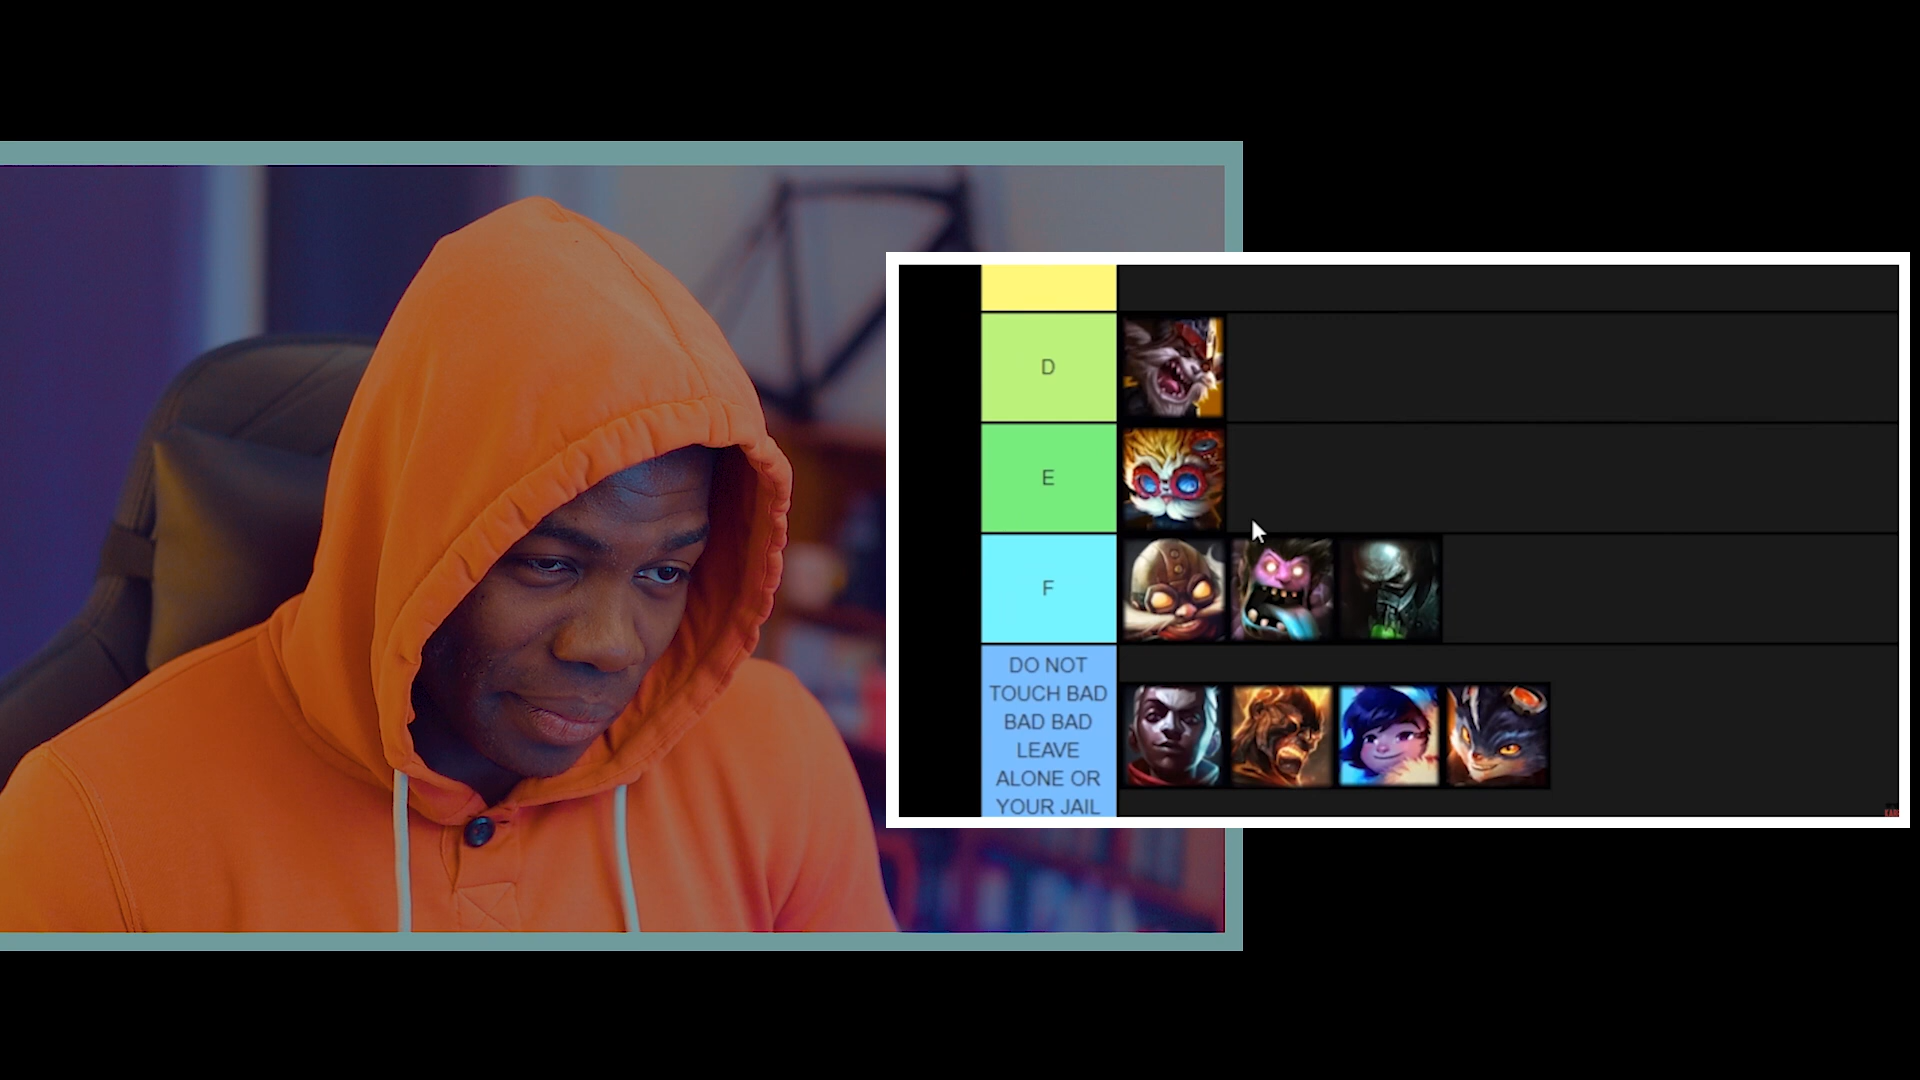 D
E
F
DO NOT
TOUCH BAD
BAD BAD
LEAVE
ALONE OR
YOUR JAIL